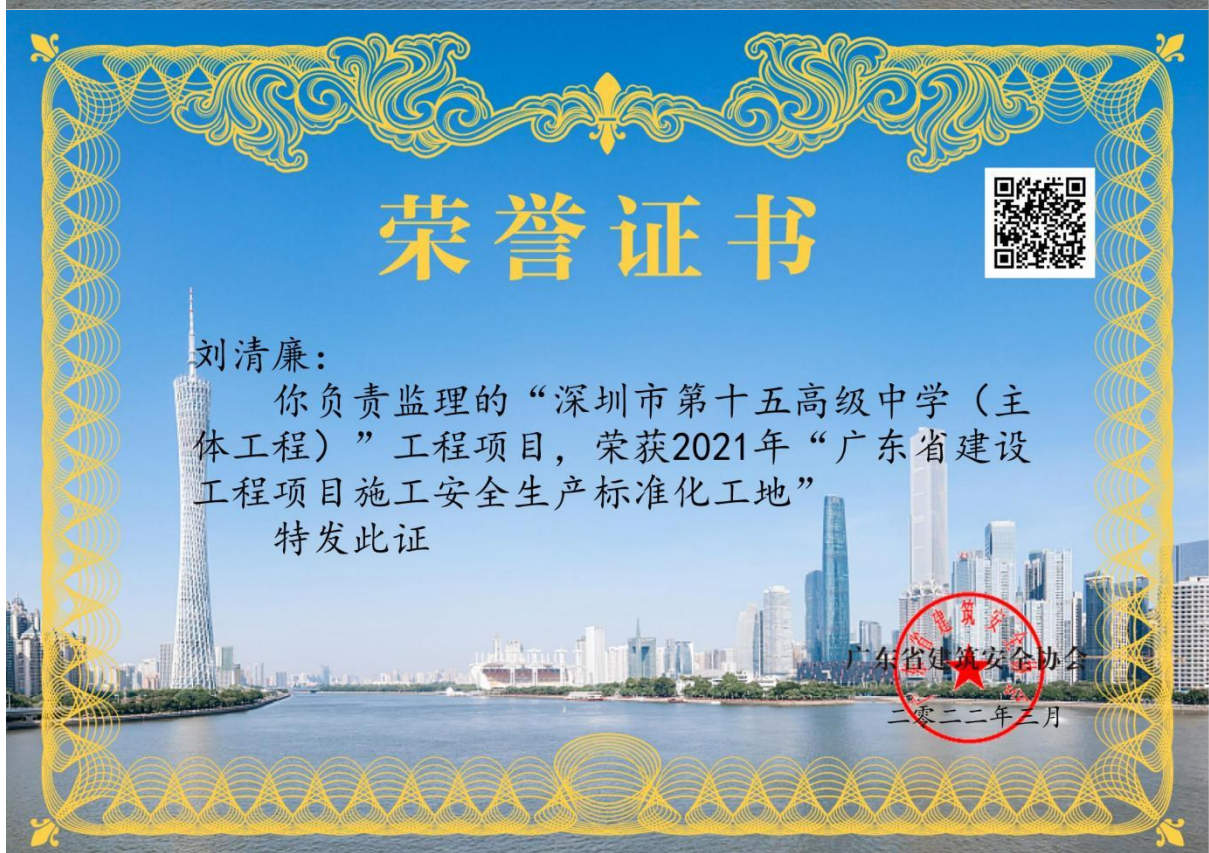 荣誉证书
刘清廉：
你负责监理的“深圳市第十五高级中学（主
体工程）”工程项目，荣获2021年“广东省建设
工程项目施工安全生产标准化工地”
特发此证
广东省建筑安全协会
二零二二年三月